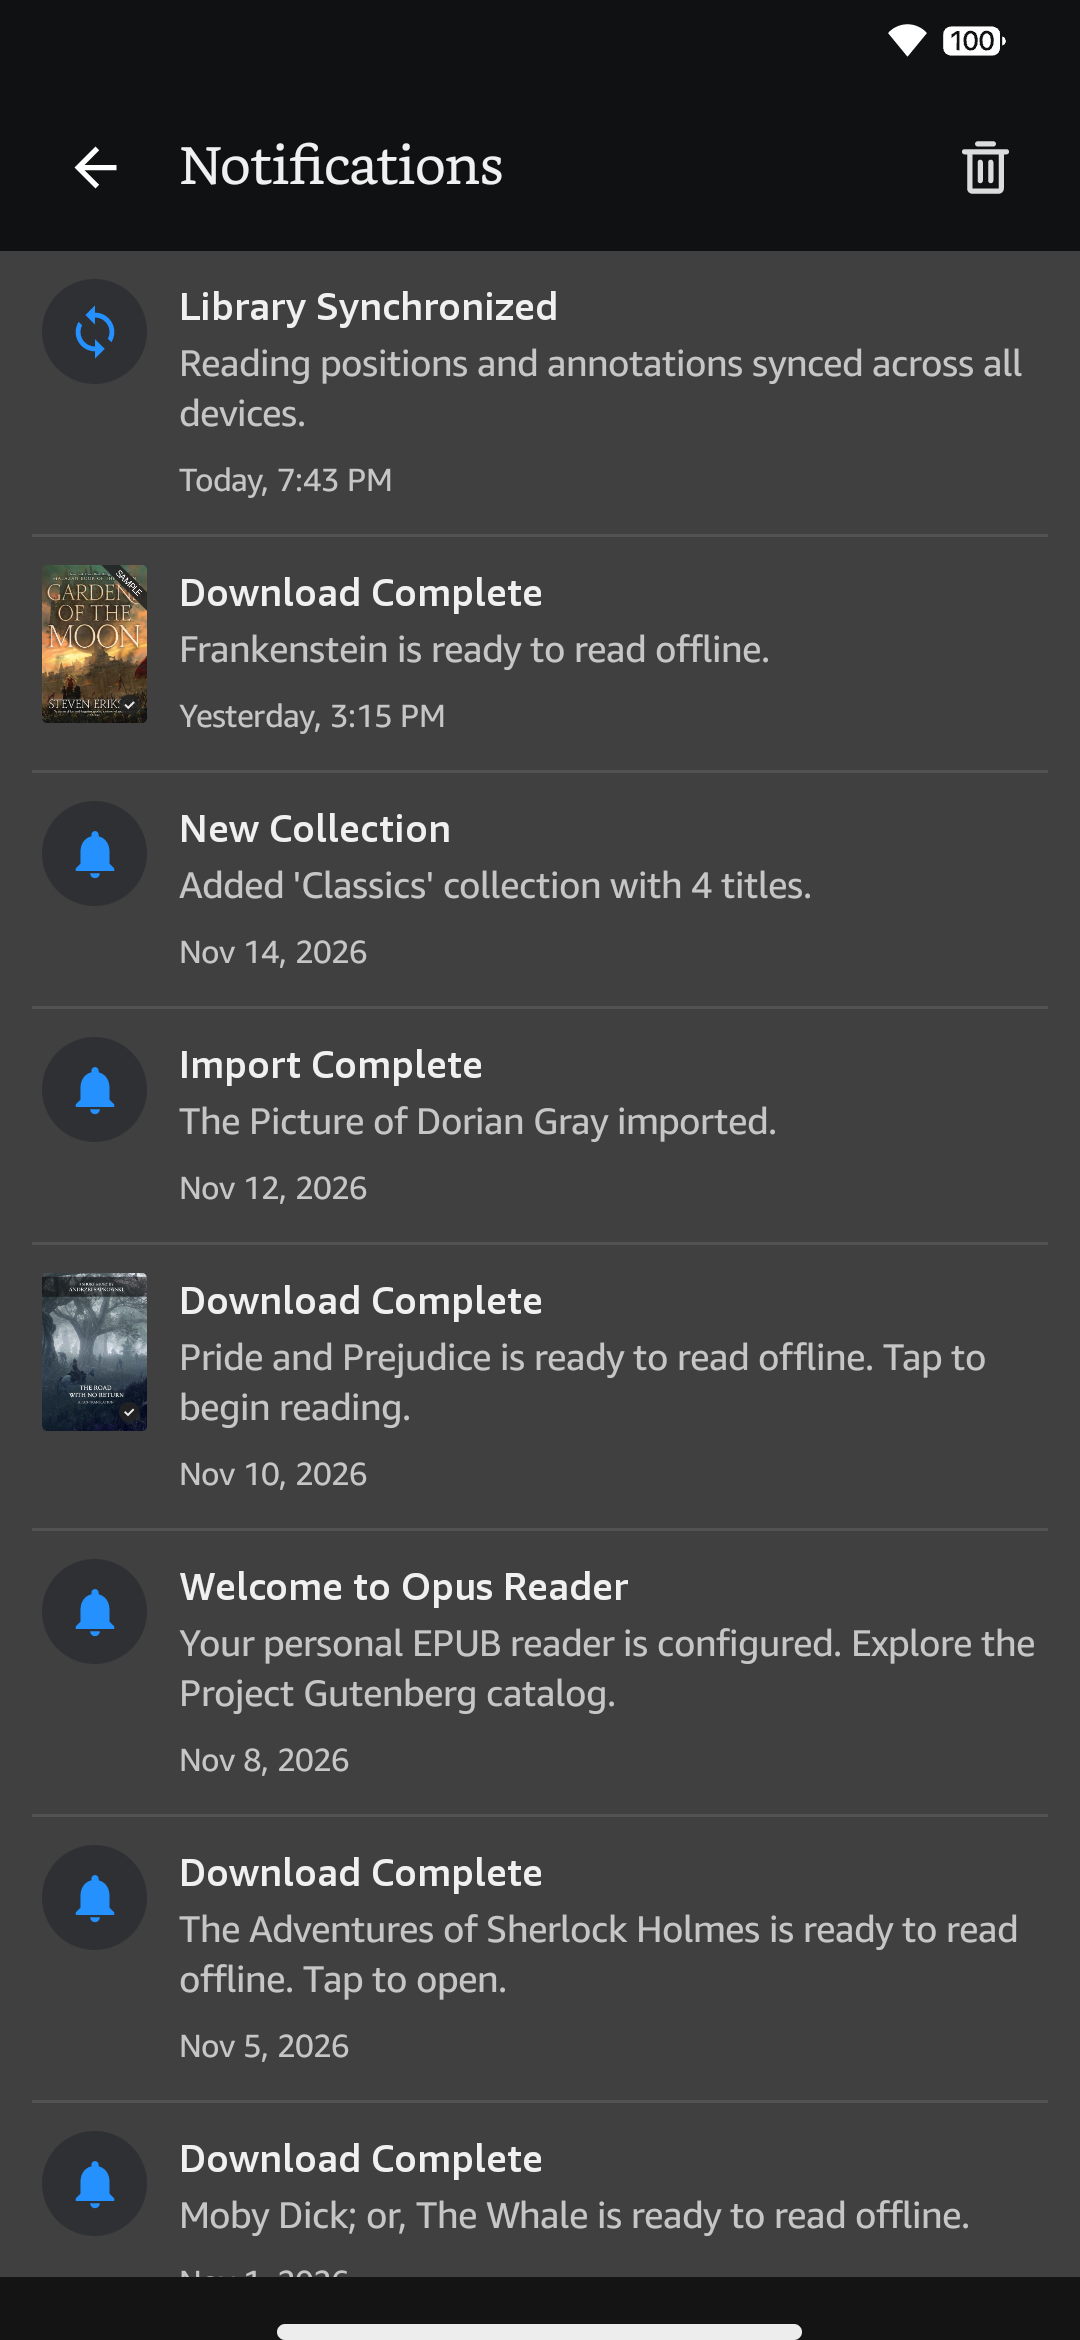 100
Notifications
Library Synchronized
Reading positions and annotations synced across all
devices.
Today, 7:43 PM
SAMPLE
GARDENS
OF THE
MOON
STEVEN ERIKS
Download Complete
Frankenstein is ready to read offline.
Yesterday, 3:15 PM
New Collection
Added 'Classics' collection with 4 titles.
Nov 14, 2026
Import Complete
The Picture of Dorian Gray imported.
Nov 12, 2026
ANDRZEJ SAPKOWSKI
THE ROAD
WITH NO RETURN
Download Complete
Pride and Prejudice is ready to read offline. Tap to
begin reading.
Nov 10, 2026
Welcome to Opus Reader
Your personal EPUB reader is configured. Explore the
Project Gutenberg catalog.
Nov 8, 2026
Download Complete
The Adventures of Sherlock Holmes is ready to read
offline. Tap to open.
Nov 5, 2026
Download Complete
Moby Dick; or, The Whale is ready to read offline.
Nov 1, 2026